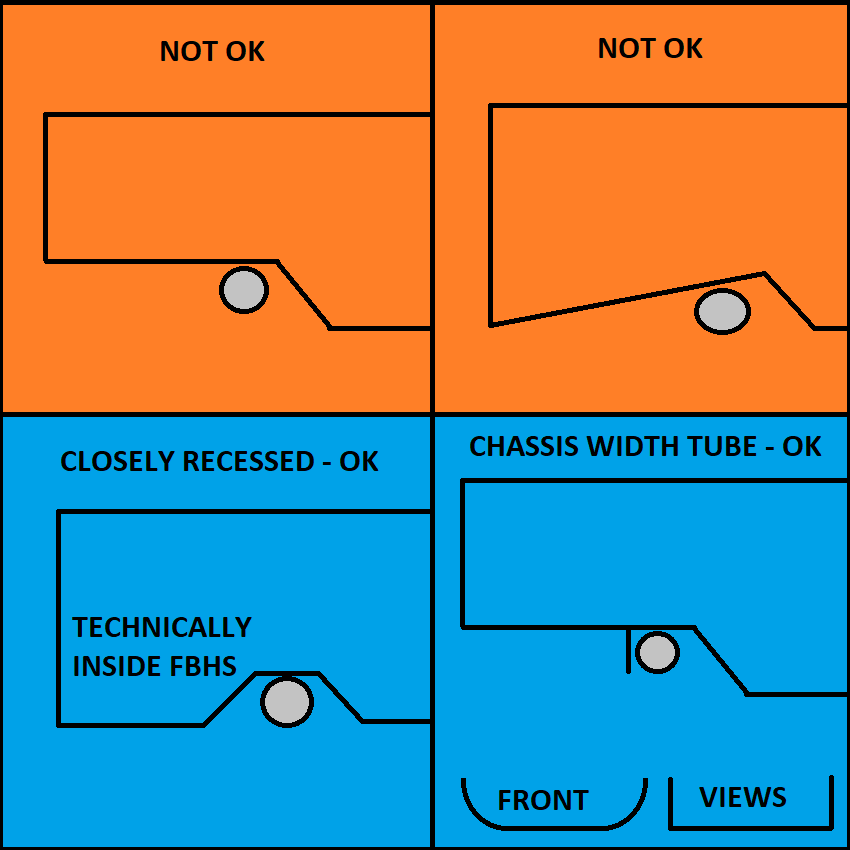 NOT OK
NOT OK
CLOSELY RECESSED - OK
TECHNICALLY
INSIDE FBHS
CHASSIS WIDTH TUBE - OK
FRONT
VIEWS